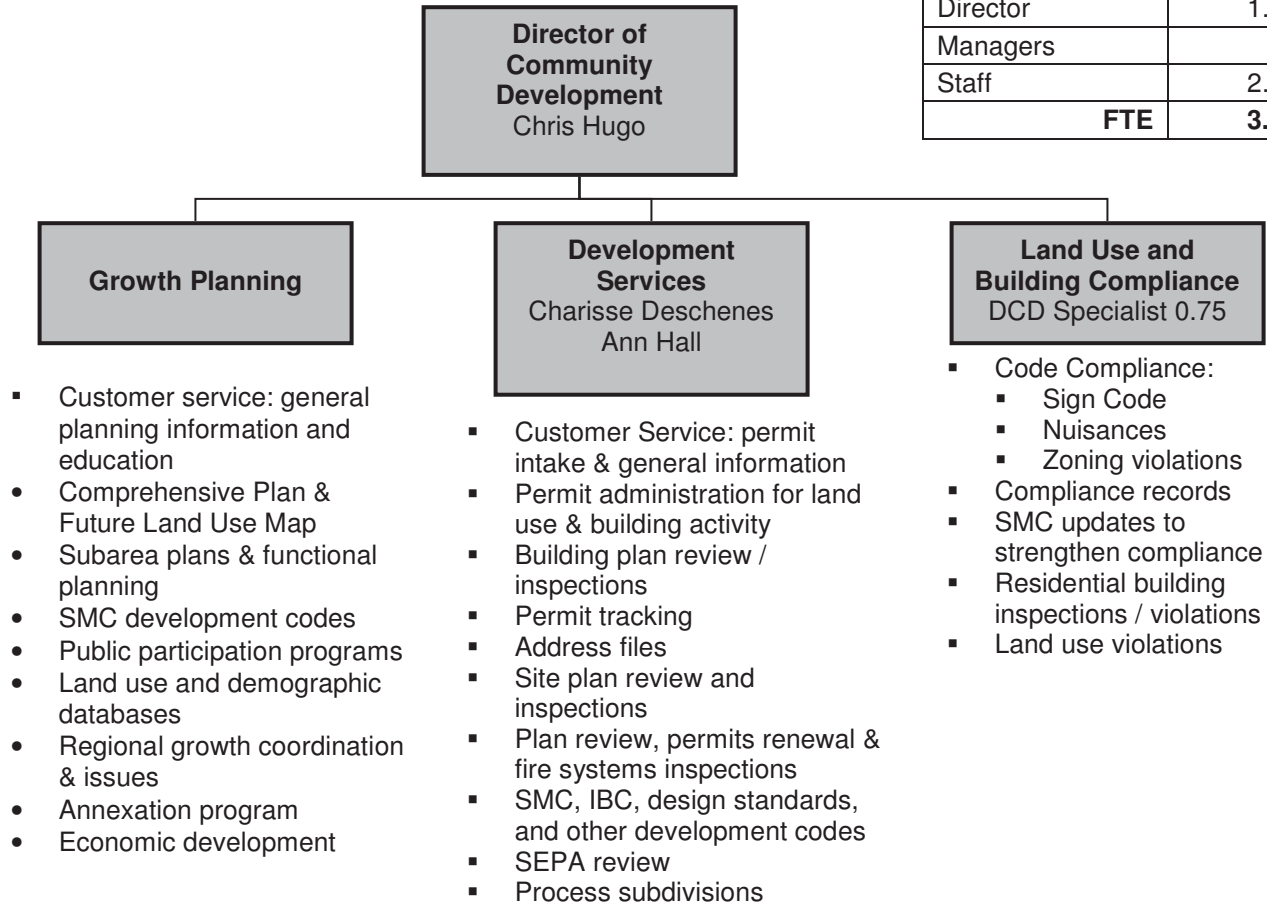 Director of
Community
Development
Chris Hugo
Director 1.
Managers
Staff 2.
FTE 3.
Growth Planning
▪ Customer service: general
planning information and
education
• Comprehensive Plan &
Future Land Use Map
• Subarea plans & functional
planning
• SMC development codes
• Public participation programs
• Land use and demographic
databases
• Regional growth coordination
& issues
• Annexation program
• Economic development
Development
Services
Charisse Deschenes
Ann Hall
▪ Customer Service: permit
intake & general information
▪ Permit administration for land
use & building activity
▪ Building plan review /
inspections
▪ Permit tracking
▪ Address files
▪ Site plan review and
inspections
▪ Plan review, permits renewal &
fire systems inspections
▪ SMC, IBC, design standards,
and other development codes
▪ SEPA review
▪ Process subdivisions
Land Use and
Building Compliance
DCD Specialist 0.75
▪ Code Compliance:
▪ Sign Code
▪ Nuisances
▪ Zoning violations
▪ Compliance records
▪ SMC updates to
strengthen compliance
▪ Residential building
inspections / violations
▪ Land use violations